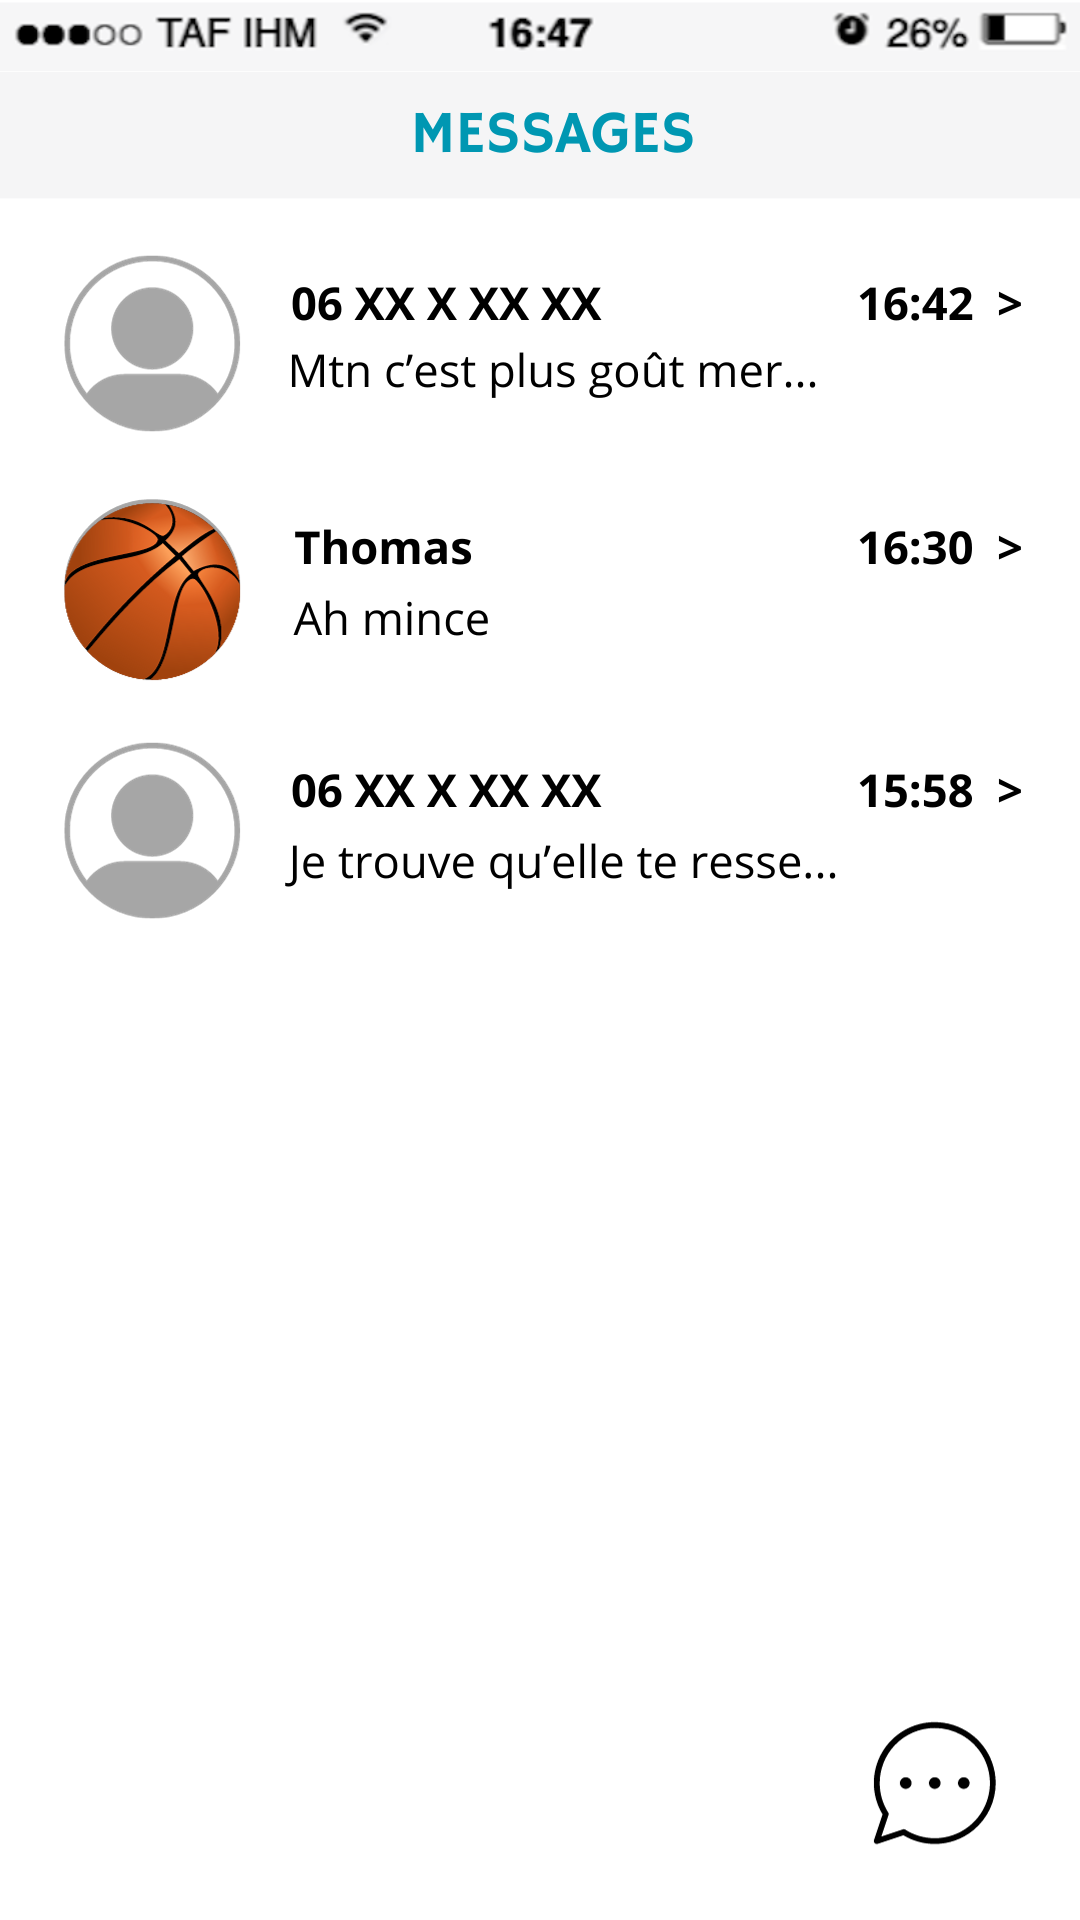 TAF IHM 16:47 26%
MESSAGES
06 XX X XX XX 16:42 >
Mtn c’est plus goût mer...
Thomas 16:30 >
Ah mince
06 XX X XX XX 15:58 >
Je trouve qu’elle te resse...